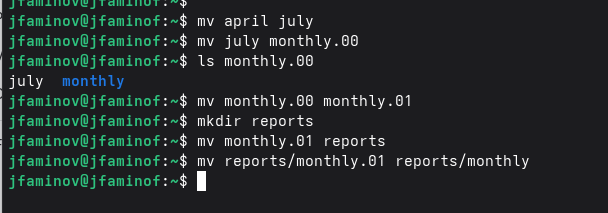 jfaminov@jfaminof:~$ mv april july
jfaminov@jfaminof:~$ mv july monthly.00
jfaminov@jfaminof:~$ ls monthly.00
july  monthly
jfaminov@jfaminof:~$ mv monthly.00 monthly.01
jfaminov@jfaminof:~$ mkdir reports
jfaminov@jfaminof:~$ mv monthly.01 reports
jfaminov@jfaminof:~$ mv reports/monthly.01 reports/monthly
jfaminov@jfaminof:~$